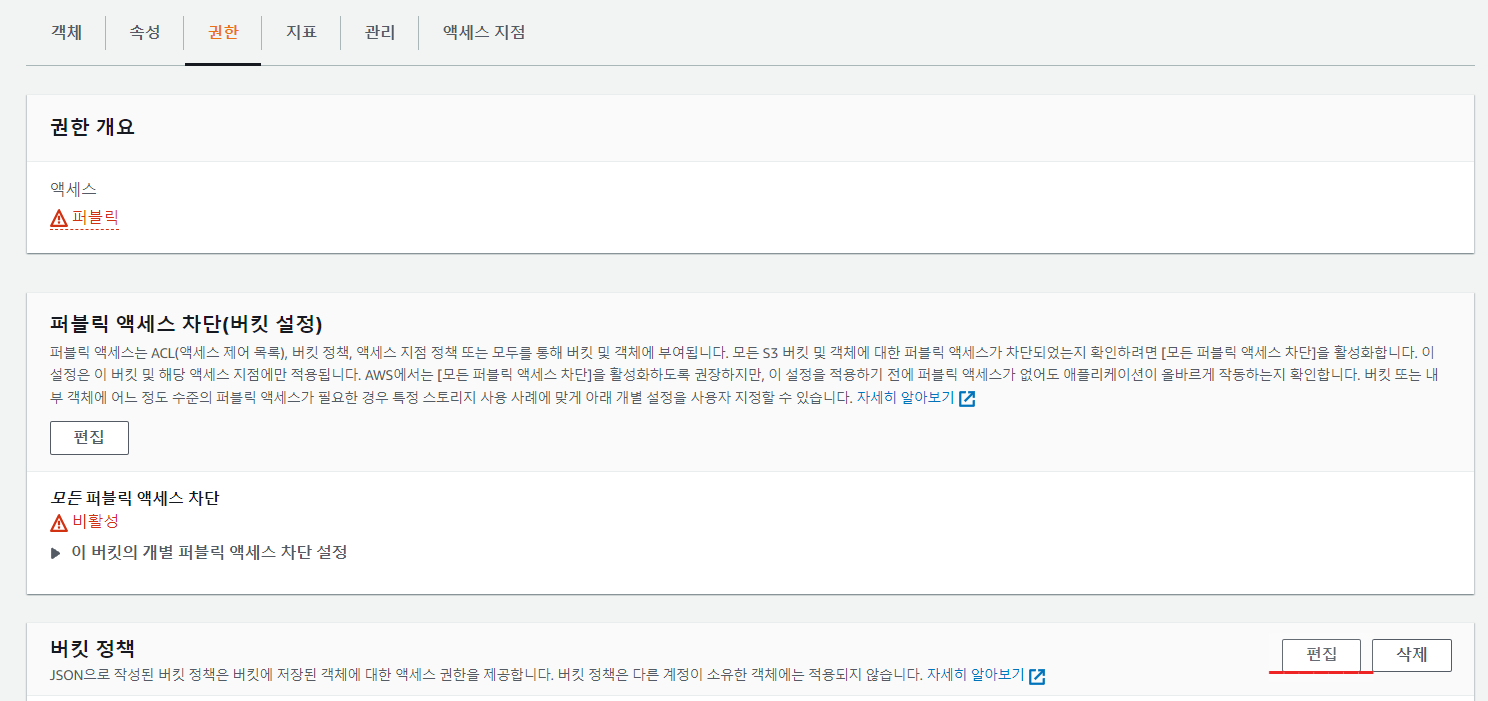 객체 속성 권한 지표 관리 액세스 지점
권한 개요
액세스
퍼블릭
퍼블릭 액세스 차단(버킷 설정)
퍼블릭 액세스는 ACL(액세스 제어 목록), 버킷 정책, 액세스 지점 정책 또는 모두를 통해 버킷 및 객체에 부여됩니다. 모든 S3 버킷 및 객체에 대한 퍼블릭 액세스가 차단되었는지 확인하려면 [모든 퍼블릭 액세스 차단]을 활성화합니다. 이
설정은 이 버킷 및 해당 액세스 지점에만 적용됩니다. AWS에서는 [모든 퍼블릭 액세스 차단]을 활성화하도록 권장하지만, 이 설정을 적용하기 전에 퍼블릭 액세스가 없어도 애플리케이션이 올바르게 작동하는지 확인합니다. 버킷 또는 내
부 객체에 어느 정도 수준의 퍼블릭 액세스가 필요한 경우 특정 스토리지 사용 사례에 맞게 아래 개별 설정을 사용자 지정할 수 있습니다. 자세히 알아보기
편집
모든 퍼블릭 액세스 차단
비활성
이 버킷의 개별 퍼블릭 액세스 차단 설정
버킷 정책
편집 삭제
JSON으로 작성된 버킷 정책은 버킷에 저장된 객체에 대한 액세스 권한을 제공합니다. 버킷 정책은 다른 계정이 소유한 객체에는 적용되지 않습니다. 자세히 알아보기